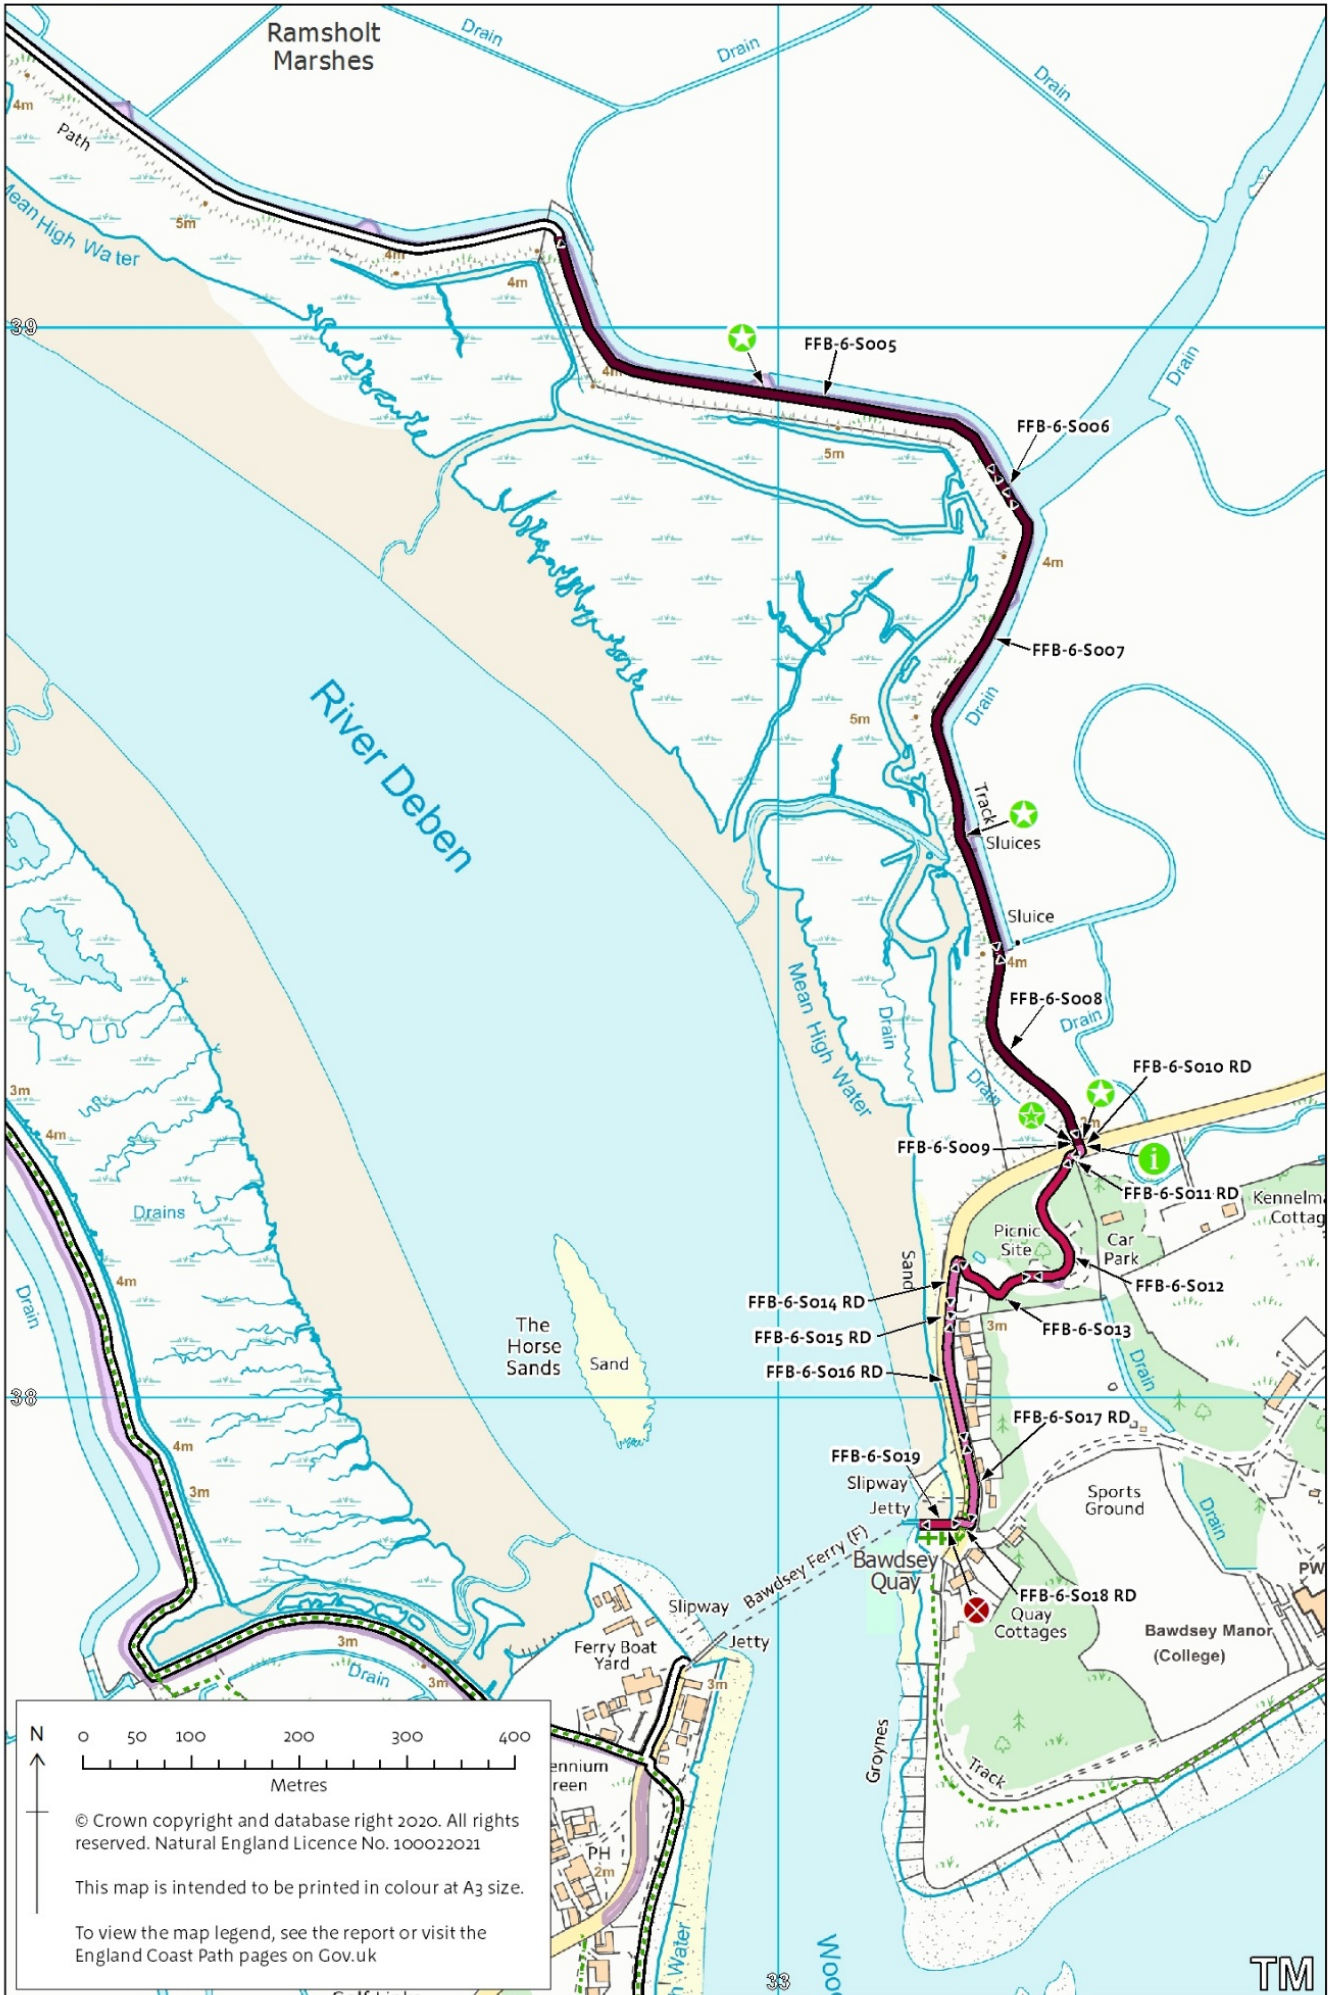 Ramsholt
Marshes
Drain
Drain
Drain
4m
Path
Mean High Water
5m
4m
4m
39
4m
FFB-6-S005
FFB-6-S006
5m
Drain
4m
FFB-6-S007
River Deben
5m
Drain
Track
Sluices
Sluice
4m
Mean High Water
Drain
FFB-6-S008
Drain
Drain
FFB-6-S010 RD
3m
4m
FFB-6-S009
i
FFB-6-S011 RD
Kennelma
Cottag
Drains
Picnic
Site
Car
Park
Sand
4m
Drain
FFB-6-S012
FFB-6-S014 RD
FFB-6-S013
3m
FFB-6-S015 RD
The
Horse
Sands
Sand
FFB-6-S016 RD
Drain
38
FFB-6-S017 RD
4m
FFB-6-S019
Slipway
Jetty
3m
Sports
Ground
Drain
Bawdsey Ferry (F)
Bawdsey
Quay
PW
FFB-6-S018 RD
Slipway
Quay
Cottages
Bawdsey Manor
(College)
Jetty
Ferry Boat
Yard
3m
Drain
3m
3m
Groynes
Track
N
0 50 100 200 300 400
Metres
ennium
reen
© Crown copyright and database right 2020. All rights
reserved. Natural England Licence No. 100022021
PH
2m
This map is intended to be printed in colour at A3 size.
To view the map legend, see the report or visit the
England Coast Path pages on Gov.uk
h Water
Wood
33
TM